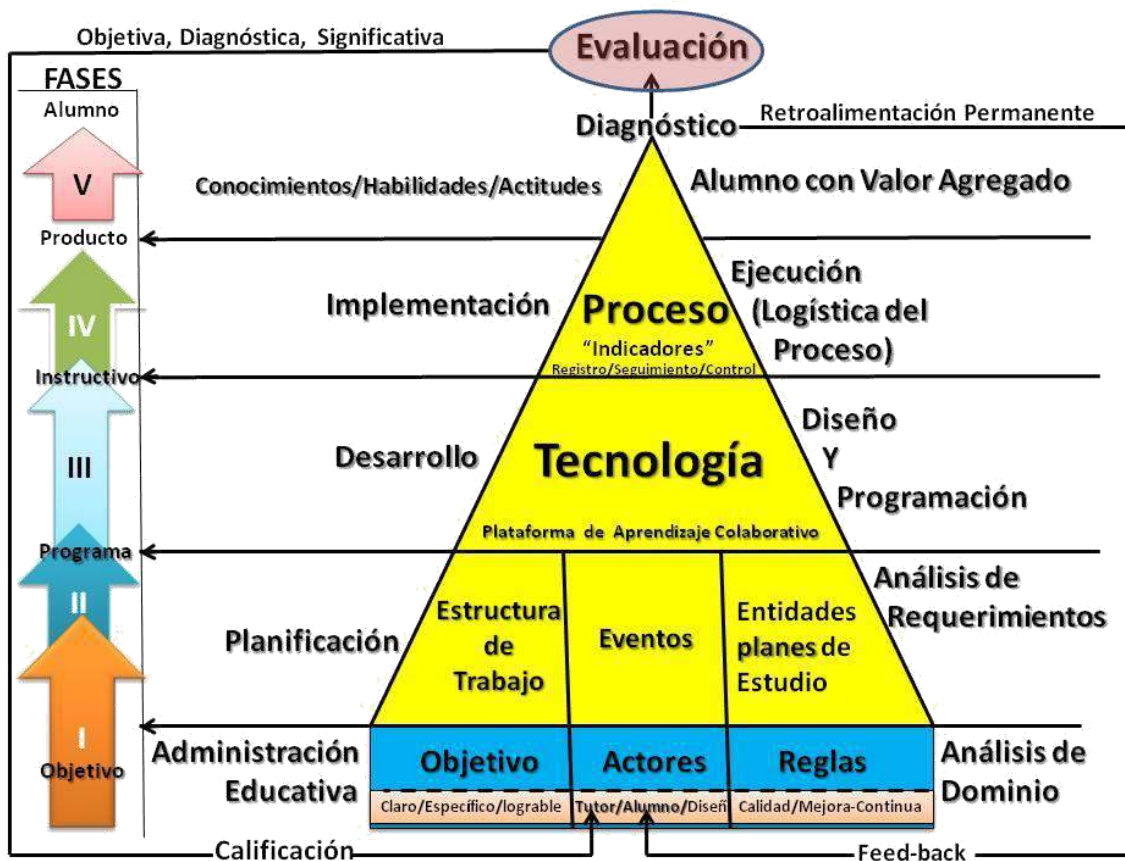 Objetiva, Diagnóstica, Significativa
Evaluación
FASES
Alumno
Diagnóstico
Retroalimentación Permanente
V
Conocimientos/Habilidades/Actitudes
Alumno con Valor Agregado
Producto
IV
Implementación
Proceso
"Indicadores"
Registro/Seguimiento/Control
Ejecución
(Logística del
Proceso)
Instructivo
III
Desarrollo
Tecnología
Plataforma de Aprendizaje Colaborativo
Diseño
Y
Programación
Programa
II
Planificación
Estructura
de
Trabajo
Eventos
Entidades
planes de
Estudio
Análisis de
Requerimientos
I
Objetivo
Administración
Educativa
Objetivo
Actores
Reglas
Claro/Específico/lograble
Tutor/Alumno/Diseñ
Calidad/Mejora-Continua
Análisis de
Dominio
Calificación
Feed-back